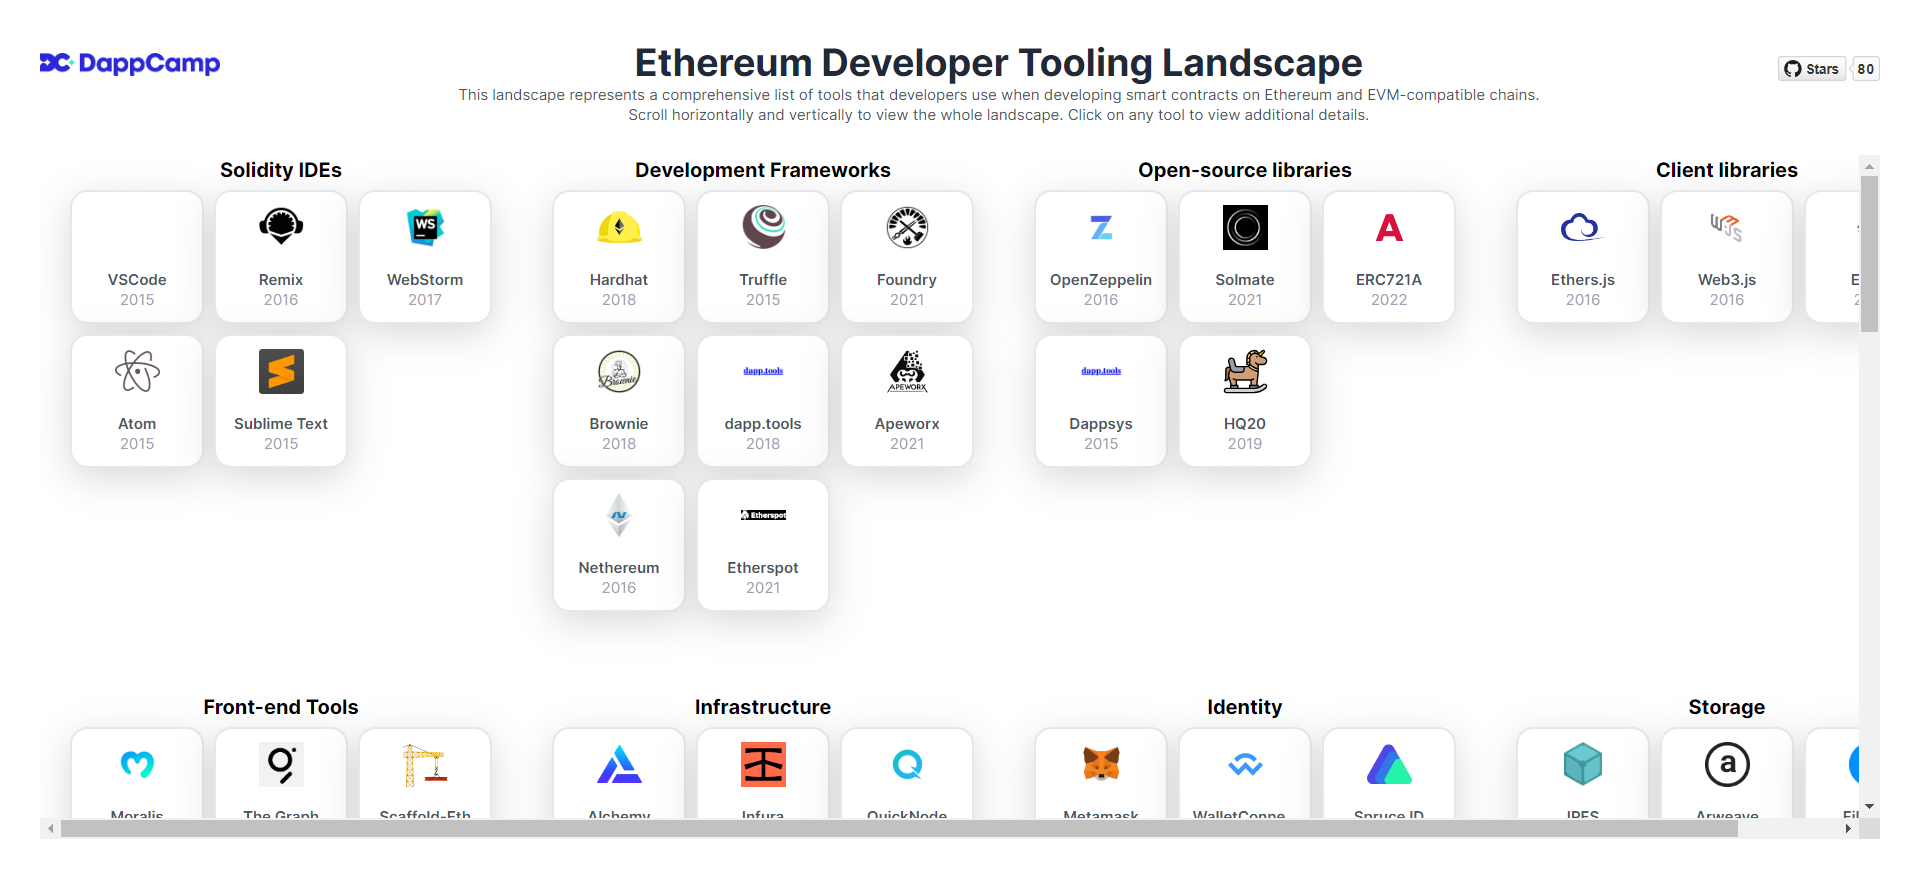 DappCamp
Ethereum Developer Tooling Landscape
This landscape represents a comprehensive list of tools that developers use when developing smart contracts on Ethereum and EVM-compatible chains.
Scroll horizontally and vertically to view the whole landscape. Click on any tool to view additional details.
Stars 80
Solidity IDEs
VSCode
2015
Remix
2016
WS
WebStorm
2017
Atom
2015
Sublime Text
2015
Development Frameworks
Hardhat
2018
Truffle
2015
Foundry
2021
Brownie
Brownie
2018
dapp.tools
dapp.tools
2018
APEWORX
Apeworx
2021
Nethereum
2016
Etherspot
Etherspot
2021
Open-source libraries
OpenZeppelin
2016
Solmate
2021
A
ERC721A
2022
dapp.tools
Dappsys
2015
HQ20
2019
Client libraries
Ethers.js
2016
W3JS
Web3.js
2016
E
2
Front-end Tools
Moralis
The Graph
Scaffold-Eth
Infrastructure
Alchemy
Infura
QuickNode
Identity
Metamask
WalletConne
Spruce ID
Storage
IPFS
a
Arweave
Fil